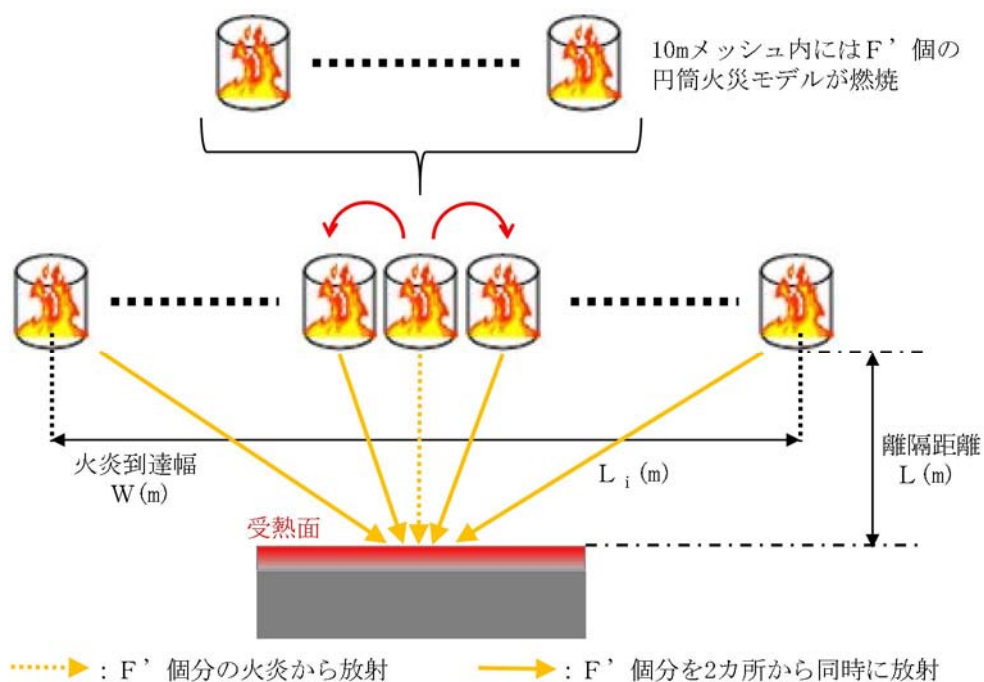 10mメッシュ内にはF’個の
円筒火災モデルが燃焼
火炎到達幅
W(m)
Li(m)
離隔距離
L(m)
受熱面
：F’個分の火炎から放射
：F’個分を2カ所から同時に放射